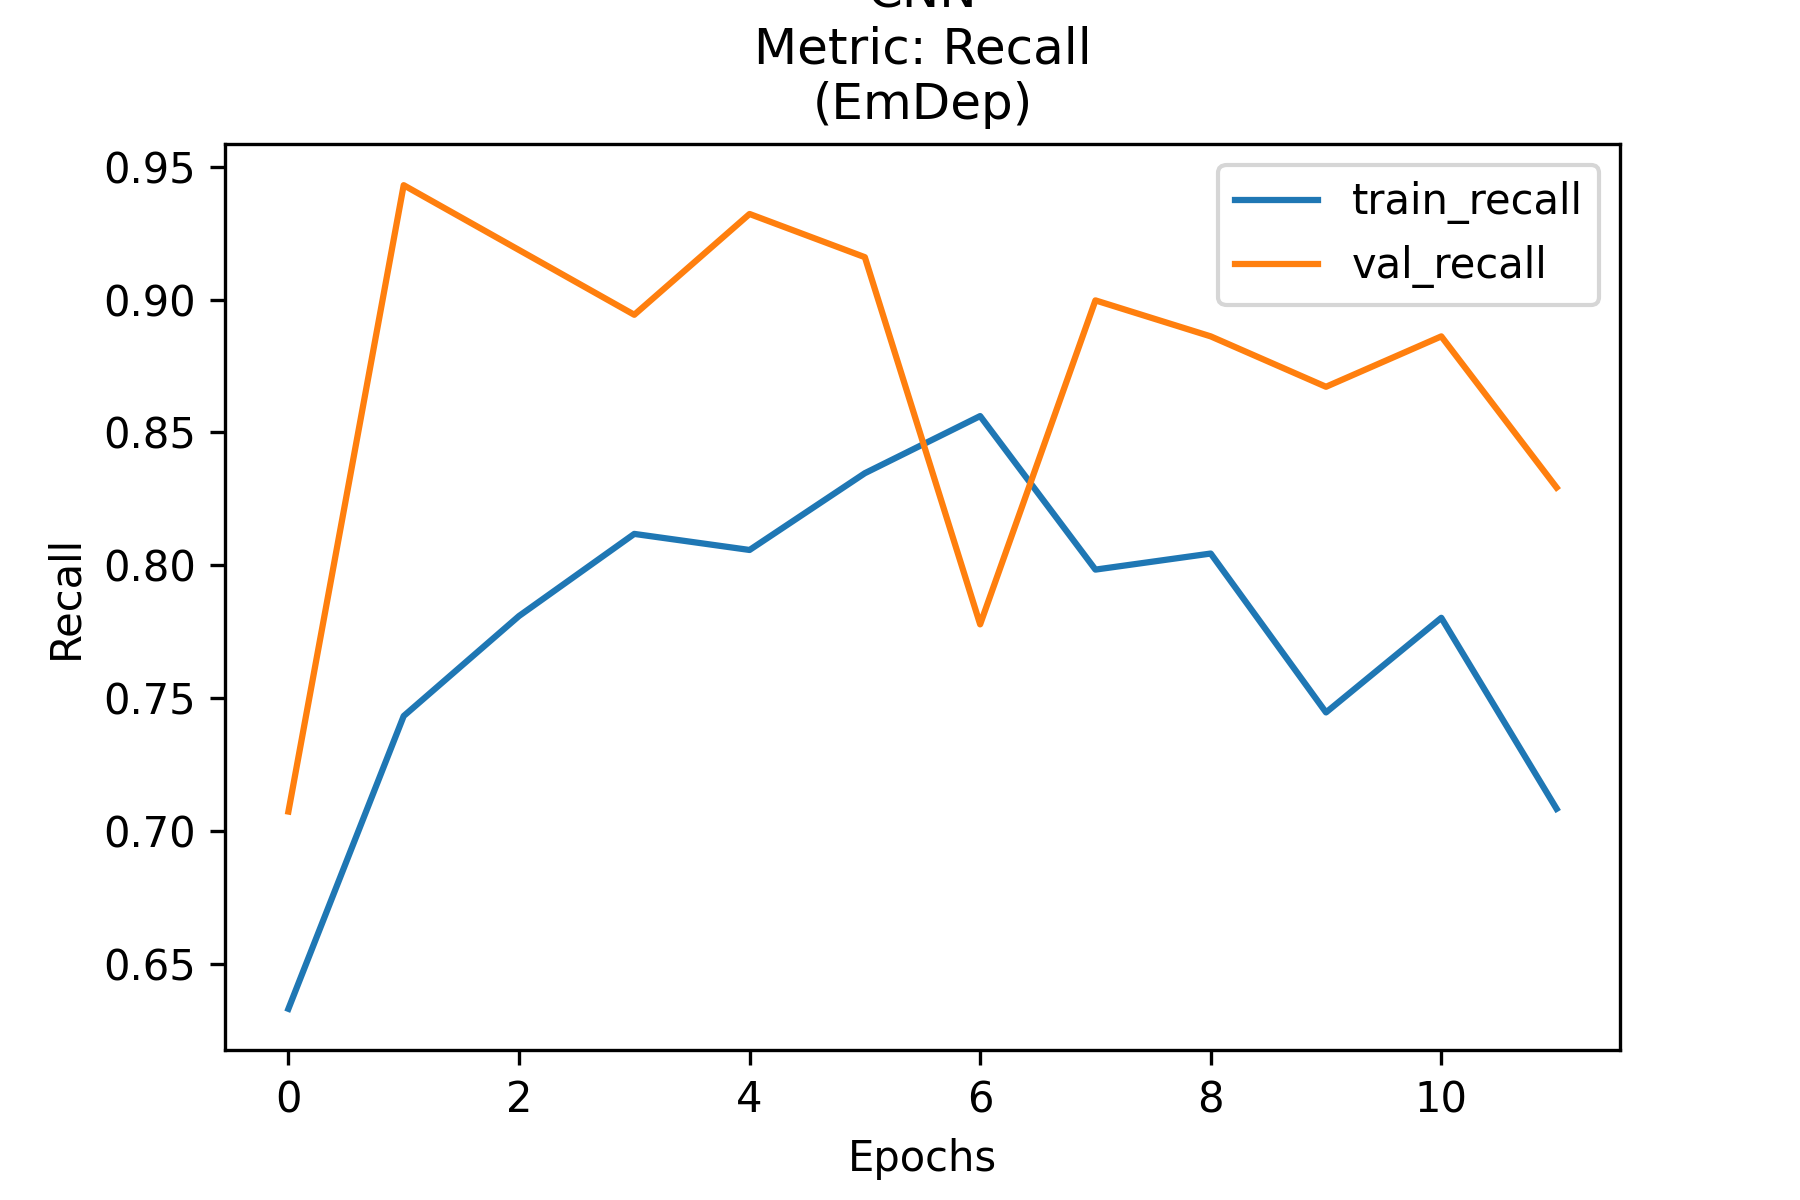 CNN
Metric: Recall
(EmDep)
0.95
0.90
0.85
0.80
0.75
0.70
0.65
Recall
train_recall
val_recall
0 2 4 6 8 10
Epochs